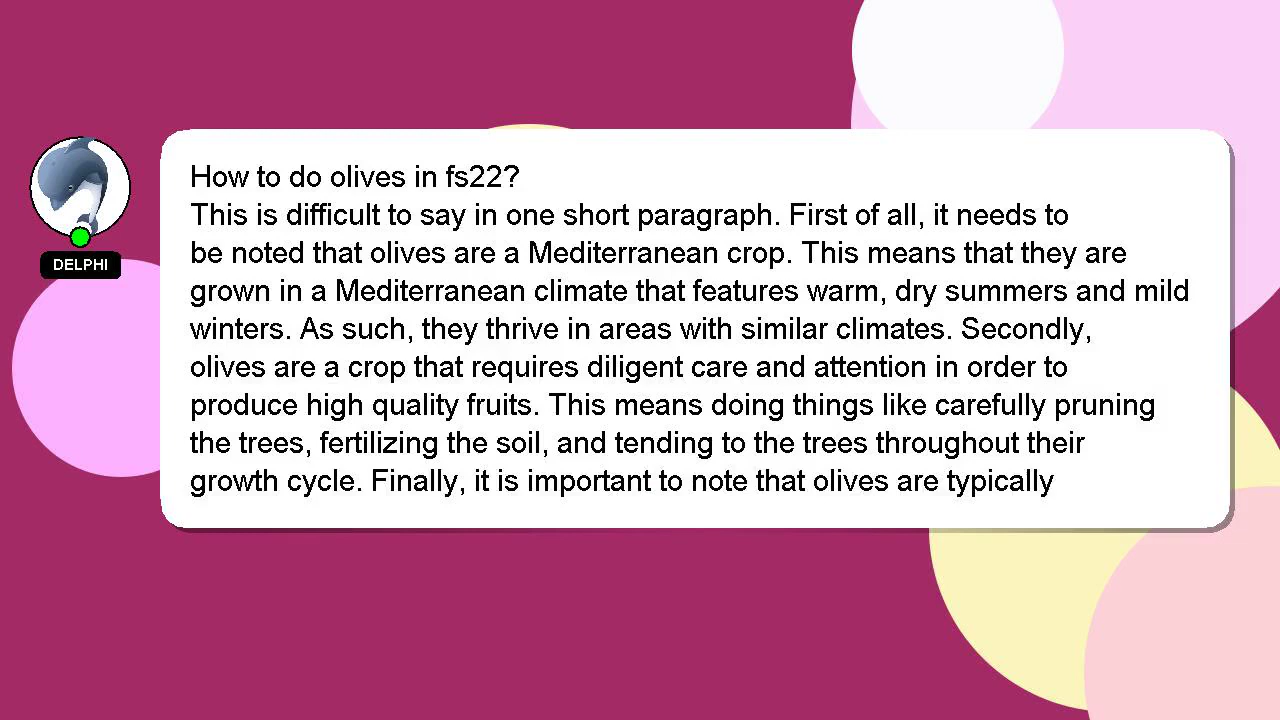 How to do olives in fs22?
This is difficult to say in one short paragraph. First of all, it needs to
be noted that olives are a Mediterranean crop. This means that they are
grown in a Mediterranean climate that features warm, dry summers and mild
winters. As such, they thrive in areas with similar climates. Secondly,
olives are a crop that requires diligent care and attention in order to
produce high quality fruits. This means doing things like carefully pruning
the trees, fertilizing the soil, and tending to the trees throughout their
growth cycle. Finally, it is important to note that olives are typically
DELPHI